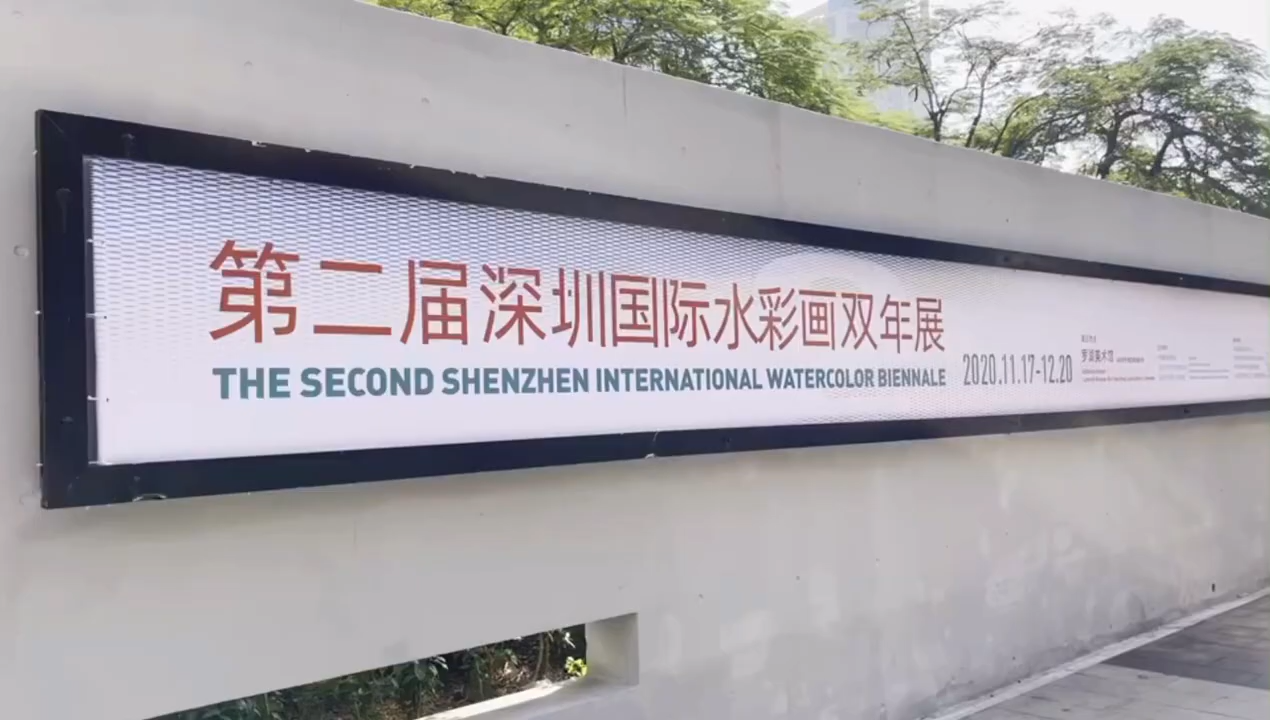 第二届深圳国际水彩画双年展
THE SECOND SHENZHEN INTERNATIONAL WATERCOLOR BIENNALE
2020.11.17-12.20
罗湖美术馆